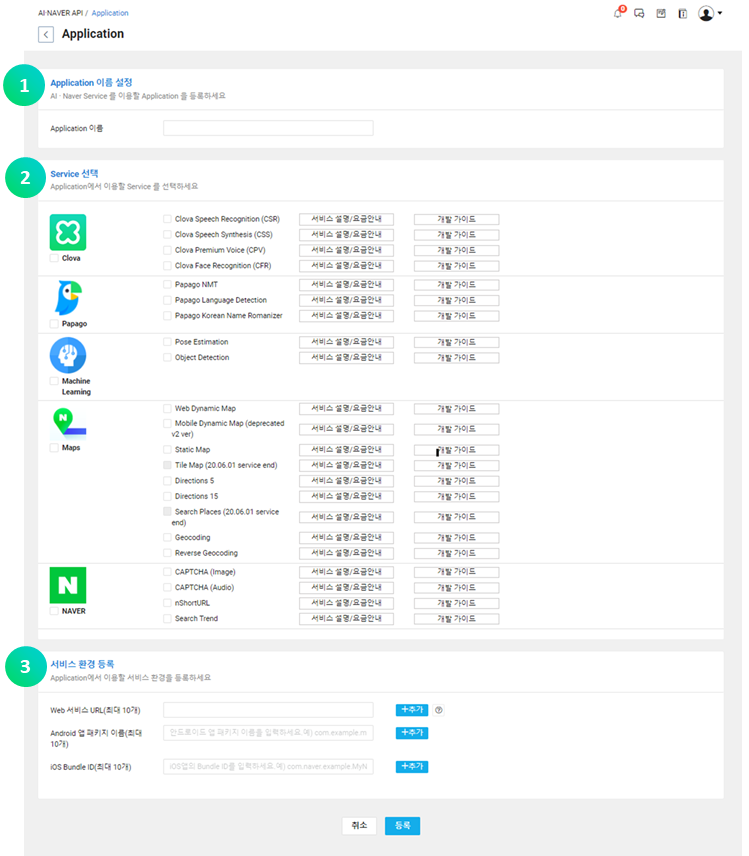 AI·NAVER API / Application
0
Application
1
Application 이름 설정
AI · Naver Service 를 이용할 Application 을 등록하세요
Application 이름
2
Service 선택
Application에서 이용할 Service 를 선택하세요
Clova
Clova Speech Recognition (CSR) 서비스 설명/요금안내 개발 가이드
Clova Speech Synthesis (CSS) 서비스 설명/요금안내 개발 가이드
Clova Premium Voice (CPV) 서비스 설명/요금안내 개발 가이드
Clova Face Recognition (CFR) 서비스 설명/요금안내 개발 가이드
Papago
Papago NMT 서비스 설명/요금안내 개발 가이드
Papago Language Detection 서비스 설명/요금안내 개발 가이드
Papago Korean Name Romanizer 서비스 설명/요금안내 개발 가이드
Machine
Learning
Pose Estimation 서비스 설명/요금안내 개발 가이드
Object Detection 서비스 설명/요금안내 개발 가이드
N
Maps
Web Dynamic Map 서비스 설명/요금안내 개발 가이드
Mobile Dynamic Map (deprecated
v2 ver) 서비스 설명/요금안내 개발 가이드
Static Map 서비스 설명/요금안내 개발 가이드
Tile Map (20.06.01 service end) 서비스 설명/요금안내 개발 가이드
Directions 5 서비스 설명/요금안내 개발 가이드
Directions 15 서비스 설명/요금안내 개발 가이드
Search Places (20.06.01 service
end) 서비스 설명/요금안내 개발 가이드
Geocoding 서비스 설명/요금안내 개발 가이드
Reverse Geocoding 서비스 설명/요금안내 개발 가이드
N
NAVER
CAPTCHA (Image) 서비스 설명/요금안내 개발 가이드
CAPTCHA (Audio) 서비스 설명/요금안내 개발 가이드
nShortURL 서비스 설명/요금안내 개발 가이드
Search Trend 서비스 설명/요금안내 개발 가이드
3
서비스 환경 등록
Application에서 이용할 서비스 환경을 등록하세요
Web 서비스 URL(최대 10개) +추가 ?
Android 앱 패키지 이름(최대
10개) 안드로이드 앱 패키지 이름을 입력하세요.예) com.example.m +추가
iOS Bundle ID(최대 10개) iOS앱의 Bundle ID를 입력하세요.예) com.naver.example.MyN +추가
취소 등록